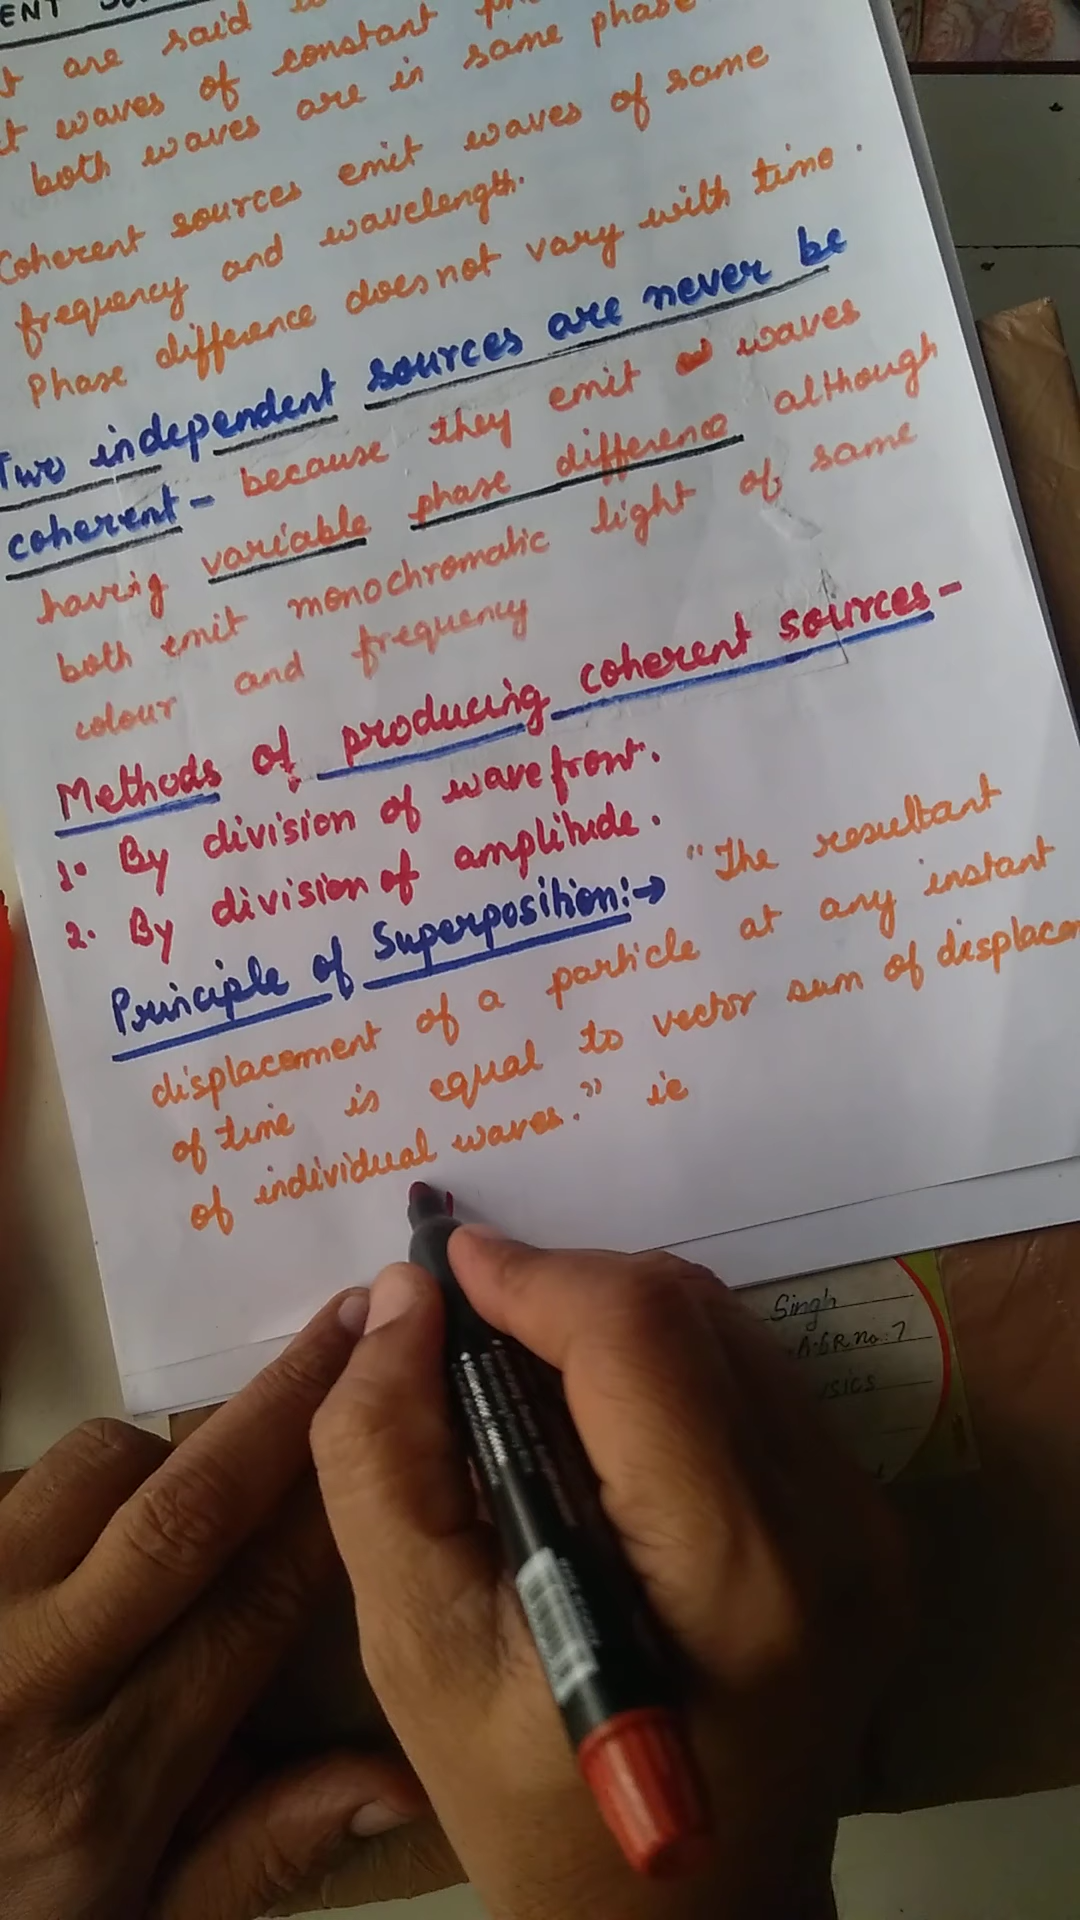 ENT
are said
waves of constant
both waves are in same phase
Coherent sources emit waves of same
frequency and wavelength.
Phase difference does not vary with time.
Two independent sources are never be
coherent - because they emit waves
having variable phase difference although
both emit monochromatic light of same
colour and frequency
Methods of producing coherent sources -
1. By division of wavefront.
2. By division of amplitude.
Principle of Superposition:→ "The resultant
displacement of a particle at any instant
of time is equal to vector sum of displacem
of individual waves." ie
Singh
R.no:7